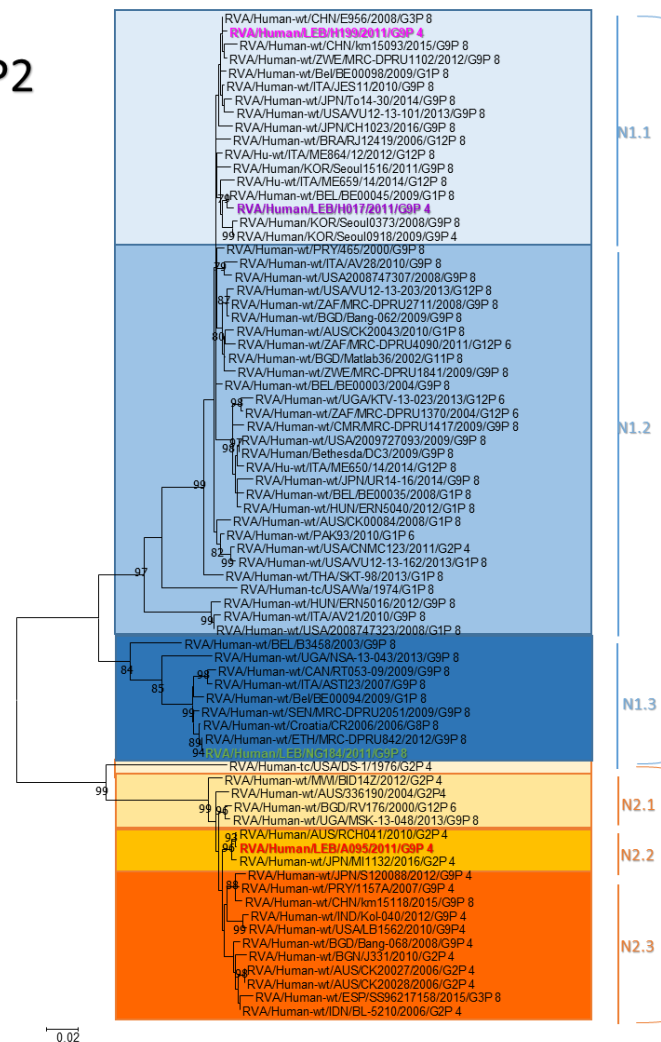 P2
RVA/Human-wt/CHN/E956/2008/G3P 8
RVA/Human/LEB/H199/2011/G9P 4
RVA/Human-wt/CHN/km15093/2015/G9P 8
RVA/Human-wt/ZWE/MRC-DPRU1102/2012/G9P 8
RVA/Human-wt/Bel/BE00098/2009/G1P 8
RVA/Human-wt/ITA/JES11/2010/G9P 8
RVA/Human-wt/JPN/To14-30/2014/G9P 8
RVA/Human-wt/USA/VU12-13-101/2013/G9P 8
RVA/Human-wt/JPN/CH1023/2016/G9P 8
RVA/Human-wt/BRA/RJ12419/2006/G12P 8
N1.1
RVA/Hu-wt/ITA/ME864/12/2012/G12P 8
RVA/Human/KOR/Seoul1516/2011/G9P 8
RVA/Hu-wt/ITA/ME659/14/2014/G12P 8
RVA/Human-wt/BEL/BE00045/2009/G1P 8
RVA/Human/LEB/H017/2011/G9P 4
RVA/Human/KOR/Seoul0373/2008/G9P 8
99 RVA/Human/KOR/Seoul0918/2009/G9P 4
RVA/Human-wt/PRY/465/2000/G9P 8
RVA/Human-wt/ITA/AV28/2010/G9P 8
79
RVA/Human-wt/USA2008747307/2008/G9P 8
RVA/Human-wt/USA/VU12-13-203/2013/G12P 8
87 RVA/Human-wt/ZAF/MRC-DPRU2711/2008/G9P 8
RVA/Human-wt/BGD/Bang-062/2009/G9P 8
RVA/Human-wt/AUS/CK20043/2010/G1P 8
80 RVA/Human-wt/ZAF/MRC-DPRU4090/2011/G12P 6
RVA/Human-wt/BGD/Matlab36/2002/G11P 8
RVA/Human-wt/ZWE/MRC-DPRU1841/2009/G9P 8
RVA/Human-wt/BEL/BE00003/2004/G9P 8
98 RVA/Human-wt/UGA/KTV-13-023/2013/G12P 6
RVA/Human-wt/ZAF/MRC-DPRU1370/2004/G12P 6
RVA/Human-wt/CMR/MRC-DPRU1417/2009/G9P 8
N1.2
97 RVA/Human-wt/USA2009727093/2009/G9P 8
98 RVA/Human/Bethesda/DC3/2009/G9P 8
RVA/Hu-wt/ITA/ME650/14/2014/G12P 8
RVA/Human-wt/JPN/UR14-16/2014/G9P 8
99 RVA/Human-wt/BEL/BE00035/2008/G1P 8
RVA/Human-wt/HUN/ERN5040/2012/G1P 8
RVA/Human-wt/AUS/CK00084/2008/G1P 8
RVA/Human-wt/PAK93/2010/G1P 6
82 RVA/Human-wt/USA/CNMC123/2011/G2P 4
99 RVA/Human-wt/USA/VU12-13-162/2013/G1P 8
97 RVA/Human-wt/THA/SKT-98/2013/G1P 8
RVA/Human-tc/USA/Wa/1974/G1P 8
RVA/Human-wt/HUN/ERN5016/2012/G9P 8
99 RVA/Human-wt/ITA/AV21/2010/G9P 8
RVA/Human-wt/USA2008747323/2008/G1P 8
RVA/Human-wt/BEL/B3458/2003/G9P 8
84 RVA/Human-wt/UGA/NSA-13-043/2013/G9P 8
98 RVA/Human-wt/CAN/RT053-09/2009/G9P 8
85 RVA/Human-wt/ITA/ASTI23/2007/G9P 8
RVA/Human-wt/Bel/BE00094/2009/G1P 8
N1.3
99 RVA/Human-wt/SEN/MRC-DPRU2051/2009/G9P 8
RVA/Human-wt/Croatia/CR2006/2006/G8P 8
89 RVA/Human-wt/ETH/MRC-DPRU842/2012/G9P 8
94 RVA/Human/LEB/NG184/2011/G9P 8
RVA/Human-tc/USA/DS-1/1976/G2P 4
99 RVA/Human-wt/MWI/BID14Z/2012/G2P 4
99
RVA/Human-wt/AUS/336190/2004/G2P4
N2.1
96 RVA/Human-wt/BGD/RV176/2000/G12P 6
RVA/Human-wt/UGA/MSK-13-048/2013/G9P 8
93 RVA/Human/AUS/RCH041/2010/G2P 4
N2.2
RVA/Human/LEB/A095/2011/G9P 4
RVA/Human-wt/JPN/MI1132/2016/G2P 4
RVA/Human-wt/JPN/S120088/2012/G9P 4
88 RVA/Human-wt/PRY/1157A/2007/G9P 4
RVA/Human-wt/CHN/km15118/2015/G9P 8
RVA/Human-wt/IND/Kol-040/2012/G9P 4
99 RVA/Human-wt/USA/LB1562/2010/G9P4
RVA/Human-wt/BGD/Bang-068/2008/G9P 4
N2.3
RVA/Human-wt/BGN/J331/2010/G2P 4
98 RVA/Human-wt/AUS/CK20027/2006/G2P 4
RVA/Human-wt/AUS/CK20028/2006/G2P 4
RVA/Human-wt/ESP/SS96217158/2015/G3P 8
RVA/Human-wt/IDN/BL-5210/2006/G2P 4
0.02